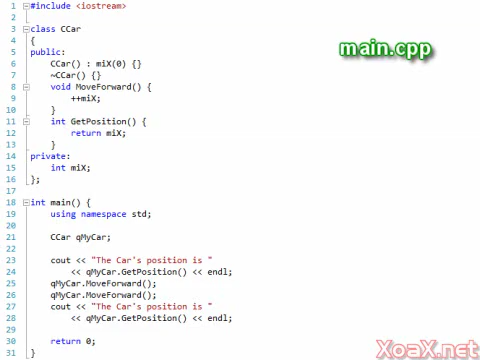 main.cpp
1 #include <iostream>
2
3 class CCar
4 {
5 public:
6     CCar() : miX(0) {}
7     ~CCar() {}
8     void MoveForward() {
9         ++miX;
10     }
11     int GetPosition() {
12         return miX;
13     }
14 private:
15     int miX;
16 };
17
18 int main() {
19     using namespace std;
20
21     CCar qMyCar;
22
23     cout << "The Car's position is "
24         << qMyCar.GetPosition() << endl;
25     qMyCar.MoveForward();
26     qMyCar.MoveForward();
27     cout << "The Car's position is "
28         << qMyCar.GetPosition() << endl;
29
30     return 0;
31 }
XoaX.net